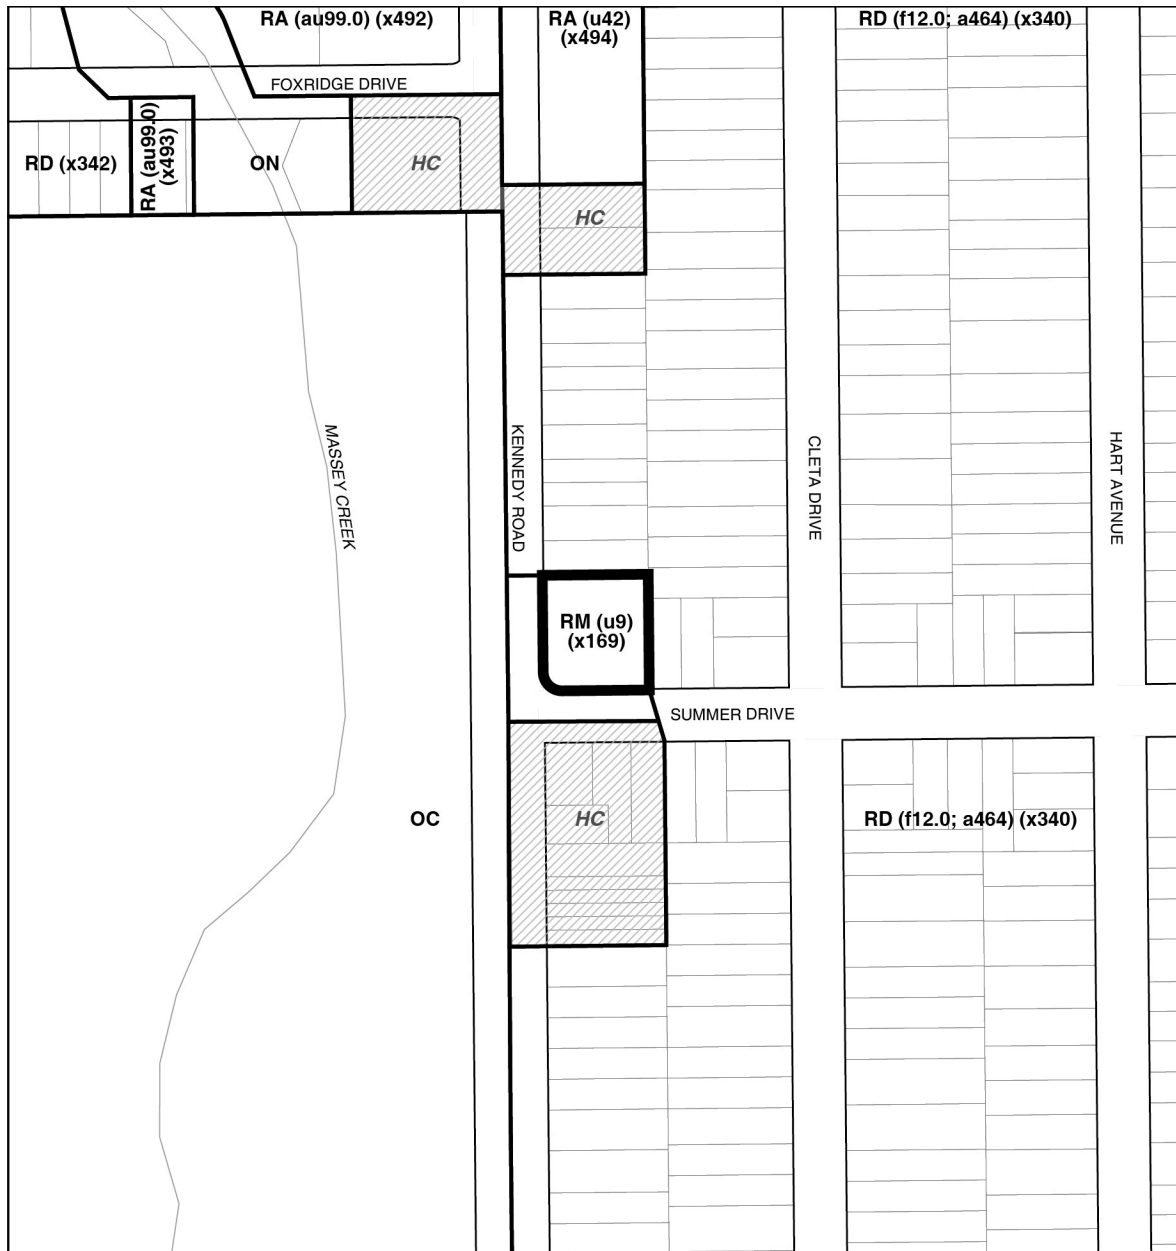 RA (au99.0) (x492)
RA (u42)
(x494)
RD (f12.0; a464) (x340)
FOXRIDGE DRIVE
RD (x342)
RA (au99.0)
(x493)
ON
HC
HC
MASSEY CREEK
KENNEDY ROAD
CLETA DRIVE
HART AVENUE
RM (u9)
(x169)
SUMMER DRIVE
OC
HC
RD (f12.0; a464) (x340)